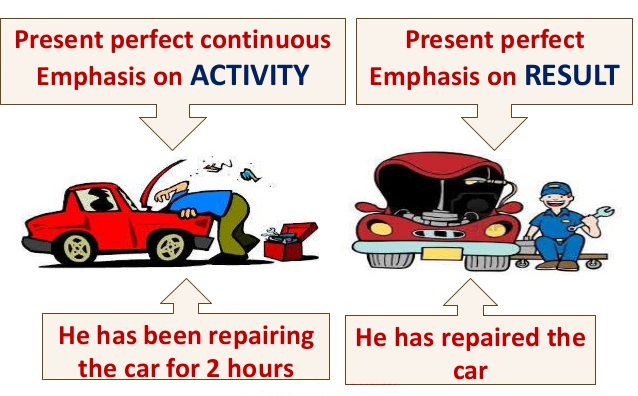 Present perfect continuous
Emphasis on ACTIVITY
Present perfect
Emphasis on RESULT
He has been repairing
the car for 2 hours
He has repaired the
car